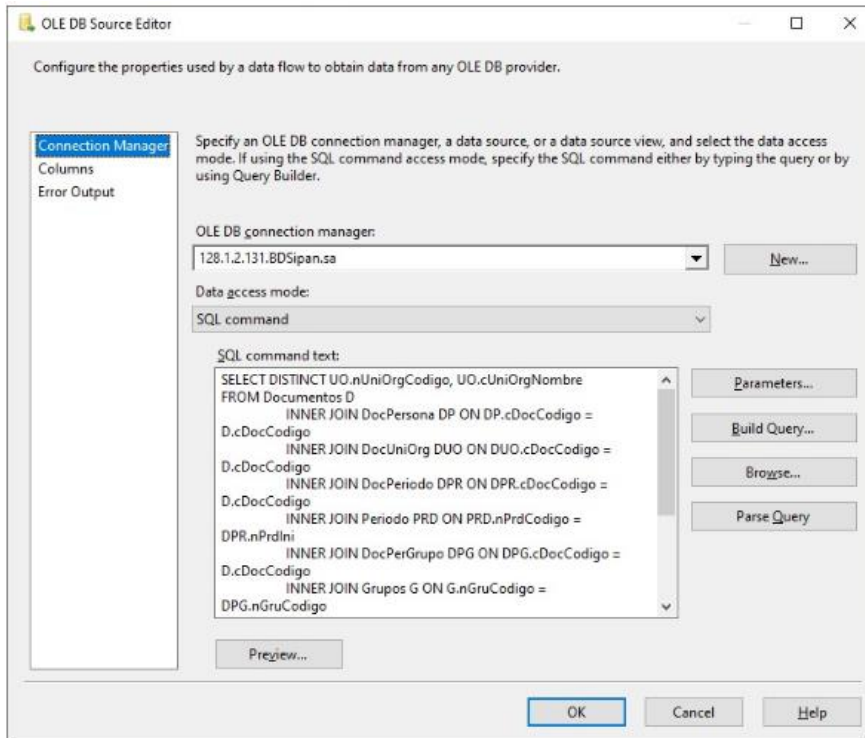 OLE DB Source Editor
Configure the properties used by a data flow to obtain data from any OLE DB provider.
Connection Manager
Columns
Error Output
Specify an OLE DB connection manager, a data source, or a data source view, and select the data access
mode. If using the SQL command access mode, specify the SQL command either by typing the query or by
using Query Builder.
OLE DB connection manager:
128.1.2.131.BDSipan.sa
New...
Data access mode:
SQL command
SQL command text:
SELECT DISTINCT UO.nUniOrgCodigo, UO.cUniOrgNombre
FROM Documentos D
INNER JOIN DocPersona DP ON DP.cDocCodigo =
D.cDocCodigo
INNER JOIN DocUniOrg DUO ON DUO.cDocCodigo =
D.cDocCodigo
INNER JOIN DocPeriodo DPR ON DPR.cDocCodigo =
D.cDocCodigo
INNER JOIN Periodo PRD ON PRD.nPrdCodigo =
DPR.nPrdIni
INNER JOIN DocPerGrupo DPG ON DPG.cDocCodigo =
D.cDocCodigo
INNER JOIN Grupos G ON G.nGruCodigo =
DPG.nGruCodigo
Parameters...
Build Query...
Browse...
Parse Query
Preview...
OK
Cancel
Help